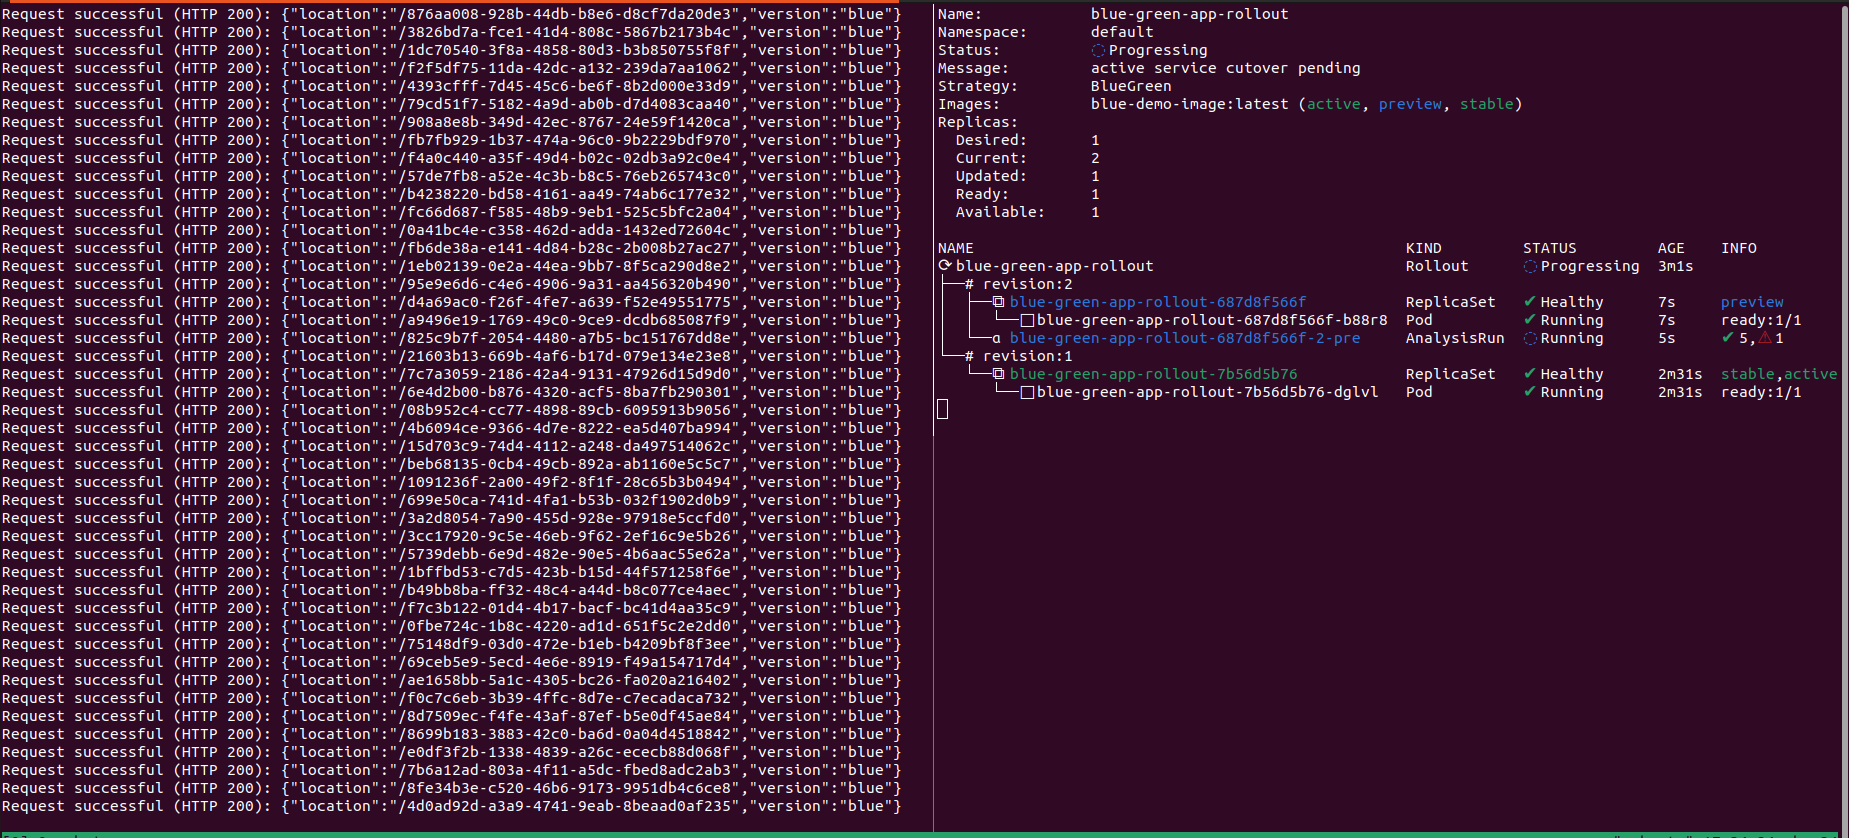 Request successful (HTTP 200): {"location":"/876aa008-928b-44db-b8e6-d8cf7da20de3","version":"blue"}
Request successful (HTTP 200): {"location":"/3826bd7a-fce1-41d4-808c-5867b2173b4c","version":"blue"}
Request successful (HTTP 200): {"location":"/1dc70540-3f8a-4858-80d3-b3b850755f8f","version":"blue"}
Request successful (HTTP 200): {"location":"/f2f5df75-11da-42dc-a132-239da7aa1062","version":"blue"}
Request successful (HTTP 200): {"location":"/4393cfff-7d45-45c6-be6f-8b2d000e33d9","version":"blue"}
Request successful (HTTP 200): {"location":"/79cd51f7-5182-4a9d-ab0b-d7d4083caa40","version":"blue"}
Request successful (HTTP 200): {"location":"/908a8e8b-349d-42ec-8767-24e59f1420ca","version":"blue"}
Request successful (HTTP 200): {"location":"/fb7fb929-1b37-474a-96c0-9b2229bdf970","version":"blue"}
Request successful (HTTP 200): {"location":"/f4a0c440-a35f-49d4-b02c-02db3a92c0e4","version":"blue"}
Request successful (HTTP 200): {"location":"/57de7fb8-a52e-4c3b-b8c5-76eb265743c0","version":"blue"}
Request successful (HTTP 200): {"location":"/b4238220-bd58-4161-aa49-74ab6c177e32","version":"blue"}
Request successful (HTTP 200): {"location":"/fc66d687-f585-48b9-9eb1-525c5bfc2a04","version":"blue"}
Request successful (HTTP 200): {"location":"/0a41bc4e-c358-462d-adda-1432ed72604c","version":"blue"}
Request successful (HTTP 200): {"location":"/fb6de38a-e141-4d84-b28c-2b008b27ac27","version":"blue"}
Request successful (HTTP 200): {"location":"/1eb02139-0e2a-44ea-9bb7-8f5ca290d8e2","version":"blue"}
Request successful (HTTP 200): {"location":"/95e9e6d6-c4e6-4906-9a31-aa456320b490","version":"blue"}
Request successful (HTTP 200): {"location":"/d4a69ac0-f26f-4fe7-a639-f52e49551775","version":"blue"}
Request successful (HTTP 200): {"location":"/a9496e19-1769-49c0-9ce9-dcdb685087f9","version":"blue"}
Request successful (HTTP 200): {"location":"/825c9b7f-2054-4480-a7b5-bc151767dd8e","version":"blue"}
Request successful (HTTP 200): {"location":"/21603b13-669b-4af6-b17d-079e134e23e8","version":"blue"}
Request successful (HTTP 200): {"location":"/7c7a3059-2186-42a4-9131-47926d15d9d0","version":"blue"}
Request successful (HTTP 200): {"location":"/6e4d2b00-b876-4320-acf5-8ba7fb290301","version":"blue"}
Request successful (HTTP 200): {"location":"/08b952c4-cc77-4898-89cb-6095913b9056","version":"blue"}
Request successful (HTTP 200): {"location":"/4b6094ce-9366-4d7e-8222-ea5d407ba994","version":"blue"}
Request successful (HTTP 200): {"location":"/15d703c9-74d4-4112-a248-da497514062c","version":"blue"}
Request successful (HTTP 200): {"location":"/beb68135-0cb4-49cb-892a-ab1160e5c5c7","version":"blue"}
Request successful (HTTP 200): {"location":"/1091236f-2a00-49f2-8f1f-28c65b3b0494","version":"blue"}
Request successful (HTTP 200): {"location":"/699e50ca-741d-4fa1-b53b-032f1902d0b9","version":"blue"}
Request successful (HTTP 200): {"location":"/3a2d8054-7a90-455d-928e-97918e5ccfd0","version":"blue"}
Request successful (HTTP 200): {"location":"/3cc17920-9c5e-46eb-9f62-2ef16c9e5b26","version":"blue"}
Request successful (HTTP 200): {"location":"/5739debb-6e9d-482e-90e5-4b6aac55e62a","version":"blue"}
Request successful (HTTP 200): {"location":"/1bffbd53-c7d5-423b-b15d-44f571258f6e","version":"blue"}
Request successful (HTTP 200): {"location":"/b49bb8ba-ff32-48c4-a44d-b8c077ce4aec","version":"blue"}
Request successful (HTTP 200): {"location":"/f7c3b122-01d4-4b17-bacf-bc41d4aa35c9","version":"blue"}
Request successful (HTTP 200): {"location":"/0fbe724c-1b8c-4220-ad1d-651f5c2e2dd0","version":"blue"}
Request successful (HTTP 200): {"location":"/75148df9-03d0-472e-b1eb-b4209bf8f3ee","version":"blue"}
Request successful (HTTP 200): {"location":"/69ceb5e9-5ecd-4e6e-8919-f49a154717d4","version":"blue"}
Request successful (HTTP 200): {"location":"/ae1658bb-5a1c-4305-bc26-fa020a216402","version":"blue"}
Request successful (HTTP 200): {"location":"/f0c7c6eb-3b39-4ffc-8d7e-c7ecadaca732","version":"blue"}
Request successful (HTTP 200): {"location":"/8d7509ec-f4fe-43af-87ef-b5e0df45ae84","version":"blue"}
Request successful (HTTP 200): {"location":"/8699b183-3883-42c0-ba6d-0a04d4518842","version":"blue"}
Request successful (HTTP 200): {"location":"/e0df3f2b-1338-4839-a26c-ececb88d068f","version":"blue"}
Request successful (HTTP 200): {"location":"/7b6a12ad-803a-4f11-a5dc-fbed8adc2ab3","version":"blue"}
Request successful (HTTP 200): {"location":"/8fe34b3e-c520-46b6-9173-9951db4c6ce8","version":"blue"}
Request successful (HTTP 200): {"location":"/4d0ad92d-a3a9-4741-9eab-8beaad0af235","version":"blue"}
Name: blue-green-app-rollout
Namespace: default
Status: ◌ Progressing
Message: active service cutover pending
Strategy: BlueGreen
Images: blue-demo-image:latest (active, preview, stable)
Replicas:
Desired: 1
Current: 2
Updated: 1
Ready: 1
Available: 1
NAME KIND STATUS AGE INFO
⟳ blue-green-app-rollout Rollout ◌ Progressing 3m1s
├──# revision:2
│  ├──⧉ blue-green-app-rollout-687d8f566f ReplicaSet ✔ Healthy 7s preview
│  │  └──□ blue-green-app-rollout-687d8f566f-b88r8 Pod ✔ Running 7s ready:1/1
│  └──α blue-green-app-rollout-687d8f566f-2-pre AnalysisRun ◌ Running 5s ✔ 5,⚠ 1
└──# revision:1
   └──⧉ blue-green-app-rollout-7b56d5b76 ReplicaSet ✔ Healthy 2m31s stable,active
      └──□ blue-green-app-rollout-7b56d5b76-dglvl Pod ✔ Running 2m31s ready:1/1